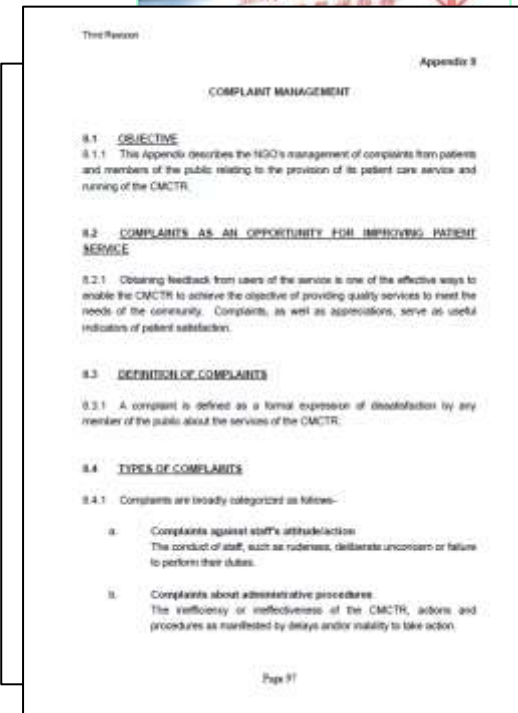 Third Revision
Appendix 8
COMPLAINT MANAGEMENT
8.1 OBJECTIVE
8.1.1 This Appendix describes the NGO's management of complaints from patients
and members of the public relating to the provision of its patient care service and
running of the CMCTR.
8.2 COMPLAINTS AS AN OPPORTUNITY FOR IMPROVING PATIENT
SERVICE
8.2.1 Obtaining feedback from users of the service is one of the effective ways to
enable the CMCTR to achieve the objective of providing quality services to meet the
needs of the community. Complaints, as well as appreciations, serve as useful
indicators of patient satisfaction.
8.3 DEFINITION OF COMPLAINTS
8.3.1 A complaint is defined as a formal expression of dissatisfaction by any
member of the public about the services of the CMCTR.
8.4 TYPES OF COMPLAINTS
8.4.1 Complaints are broadly categorized as follows-
a. Complaints against staff's attitude/action
The conduct of staff, such as rudeness, deliberate unconcern or failure
to perform their duties.
b. Complaints about administrative procedures
The inefficiency or ineffectiveness of the CMCTR, actions and
procedures as manifested by delays and/or inability to take action.
Page 97